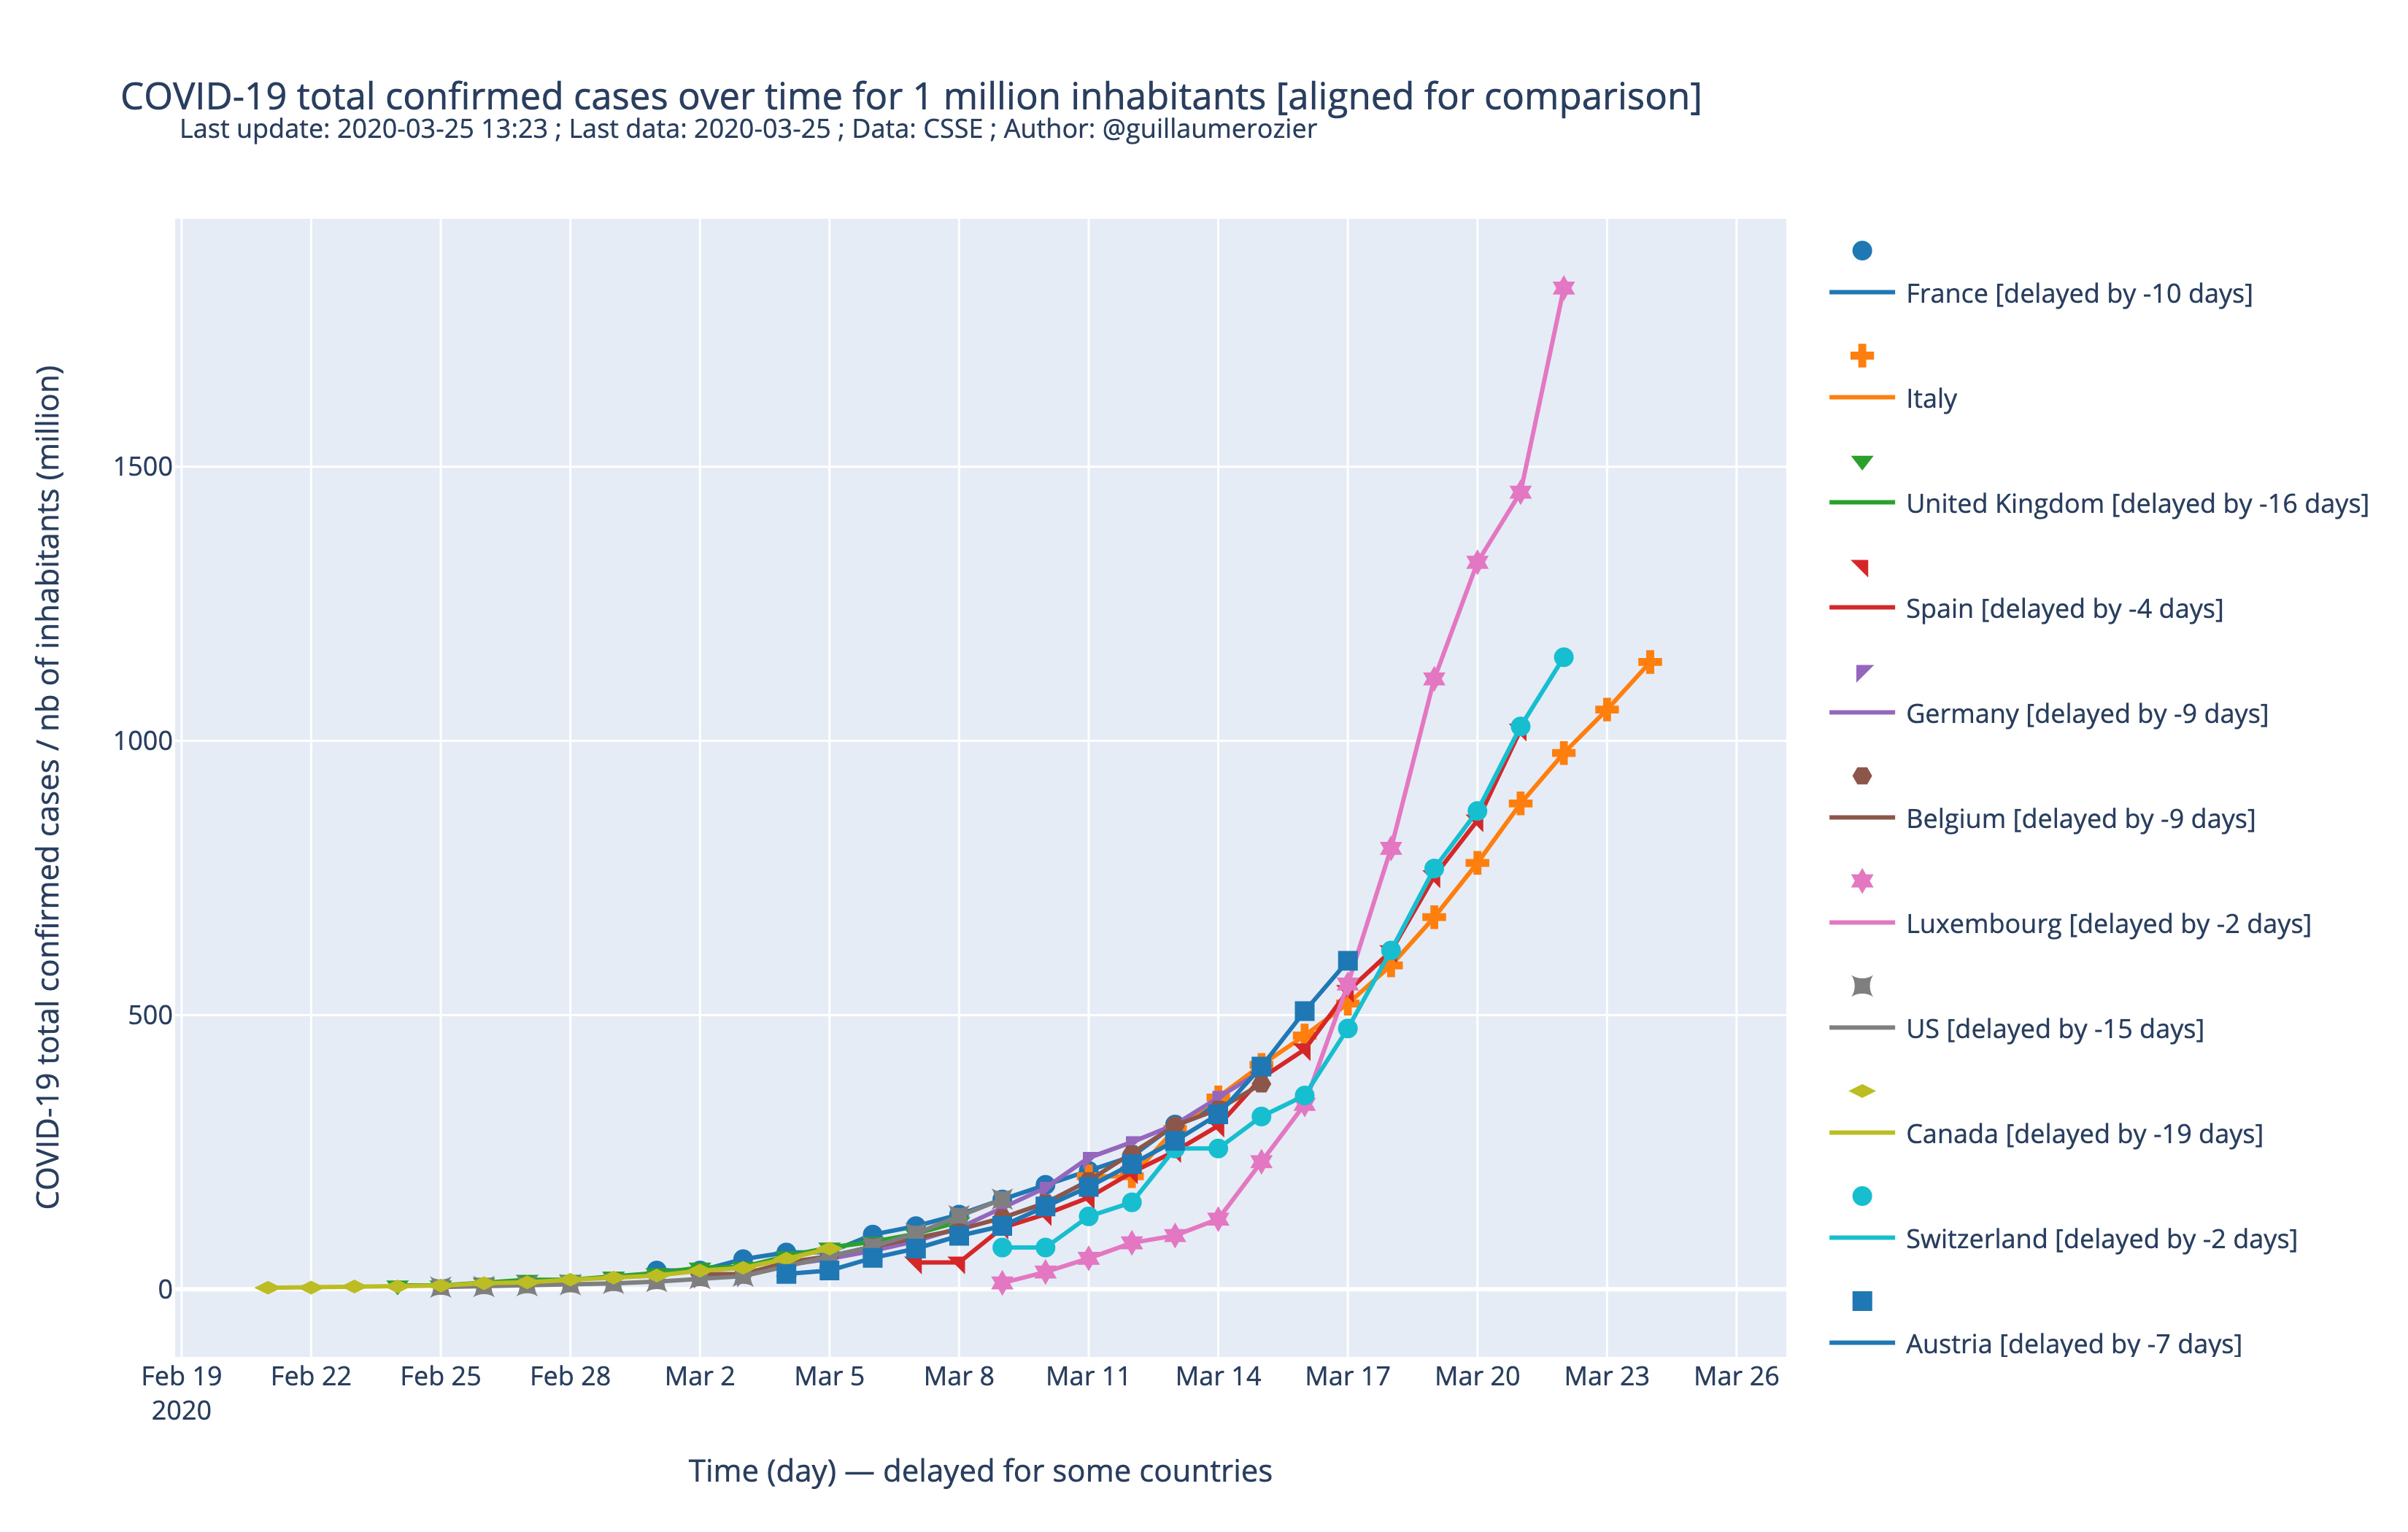 COVID-19 total confirmed cases over time for 1 million inhabitants [aligned for comparison]
Last update: 2020-03-25 13:23 ; Last data: 2020-03-25 ; Data: CSSE ; Author: @guillaumerozier
COVID-19 total confirmed cases / nb of inhabitants (million)
1500
1000
500
0
Feb 19
2020
Feb 22
Feb 25
Feb 28
Mar 2
Mar 5
Mar 8
Mar 11
Mar 14
Mar 17
Mar 20
Mar 23
Mar 26
Time (day) — delayed for some countries
France [delayed by -10 days]
Italy
United Kingdom [delayed by -16 days]
Spain [delayed by -4 days]
Germany [delayed by -9 days]
Belgium [delayed by -9 days]
Luxembourg [delayed by -2 days]
US [delayed by -15 days]
Canada [delayed by -19 days]
Switzerland [delayed by -2 days]
Austria [delayed by -7 days]